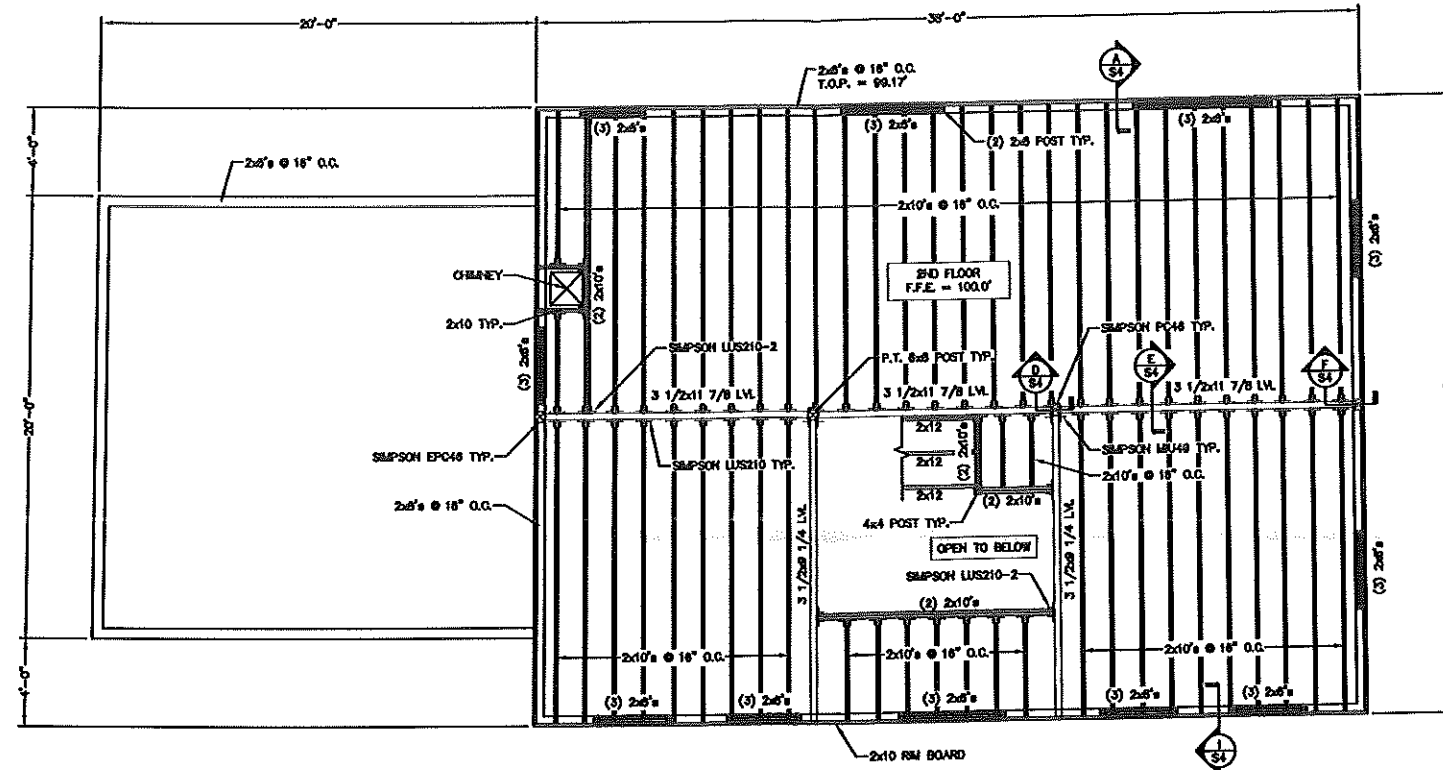 20'-0"
38'-0"
2x6's @ 16" O.C.
T.O.P. = 99.17'
A
S4
(3) 2x6's
(3) 2x6's
(3) 2x6's
(2) 2x6 POST TYP.
4'-0"
2x6's @ 16" O.C.
2x10's @ 16" O.C.
(3) 2x6's
CHIMNEY
(2) 2x10's
2ND FLOOR
F.F.E. = 100.0'
2x10 TYP.
SIMPSON PC46 TYP.
(3) 2x6's
SIMPSON LUS210-2
P.T. 6x6 POST TYP.
D
S4
E
S4
F
S4
3 1/2x11 7/8 LVL
3 1/2x11 7/8 LVL
3 1/2x11 7/8 LVL
20'-0"
2x12
2x12
2x12
(2) 2x10's
SIMPSON EPC46 TYP.
SIMPSON LUS210 TYP.
SIMPSON MIU49 TYP.
2x10's @ 16" O.C.
2x6's @ 16" O.C.
(2) 2x10's
4x4 POST TYP.
OPEN TO BELOW
3 1/2x9 1/4 LVL
3 1/2x9 1/4 LVL
SIMPSON LUS210-2
(3) 2x6's
(2) 2x10's
2x10's @ 16" O.C.
2x10's @ 16" O.C.
2x10's @ 16" O.C.
4'-0"
(3) 2x6's
(3) 2x6's
(3) 2x6's
(3) 2x6's
(3) 2x6's
2x10 RIM BOARD
I
S4